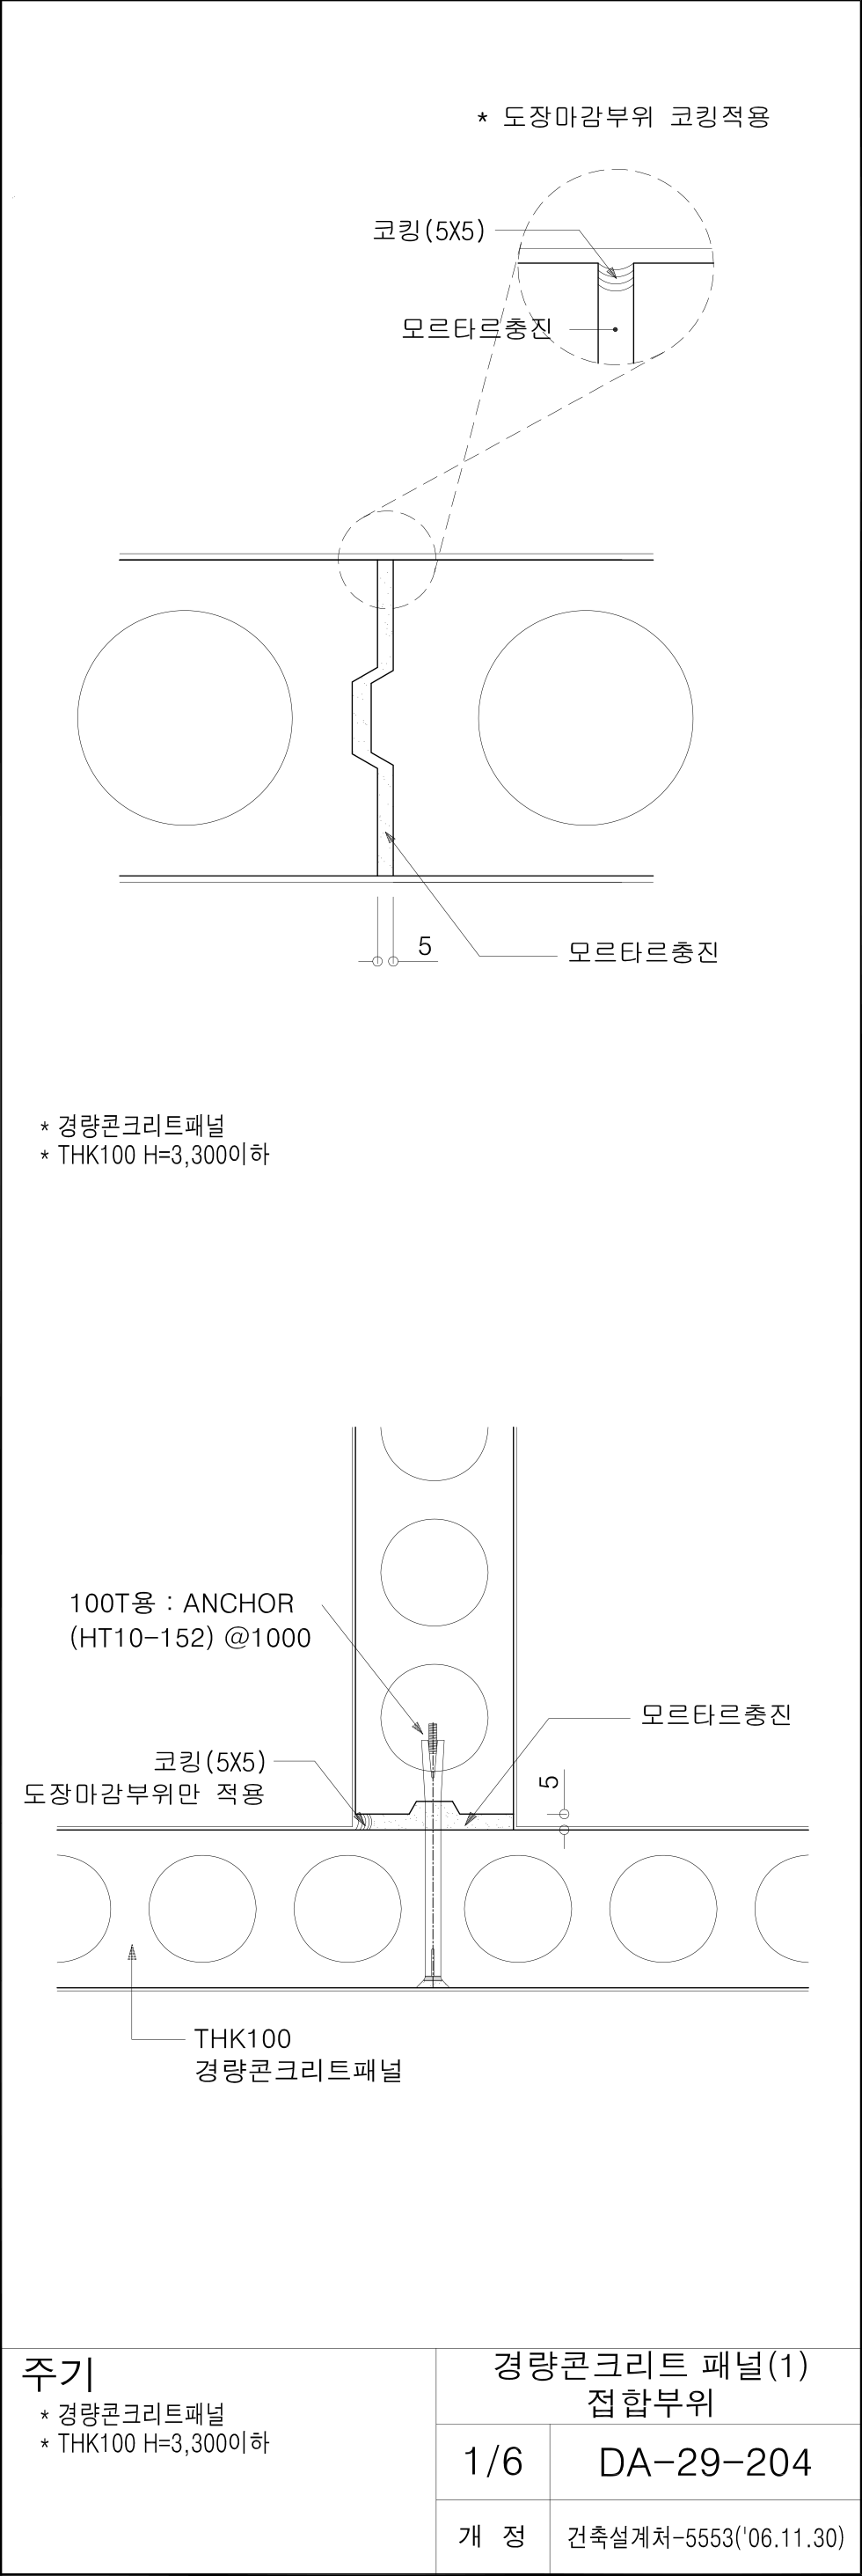 * 도장마감부위 코킹적용
코킹(5X5)
모르타르충진
5
모르타르충진
* 경량콘크리트패널
* THK100 H=3,300이하
100T용 : ANCHOR
(HT10-152) @1000
모르타르충진
코킹(5X5)
도장마감부위만 적용
5
THK100
경량콘크리트패널
주기
* 경량콘크리트패널
* THK100 H=3,300이하
경량콘크리트 패널(1)
접합부위
1/6
DA-29-204
개 정
건축설계처-5553('06.11.30)